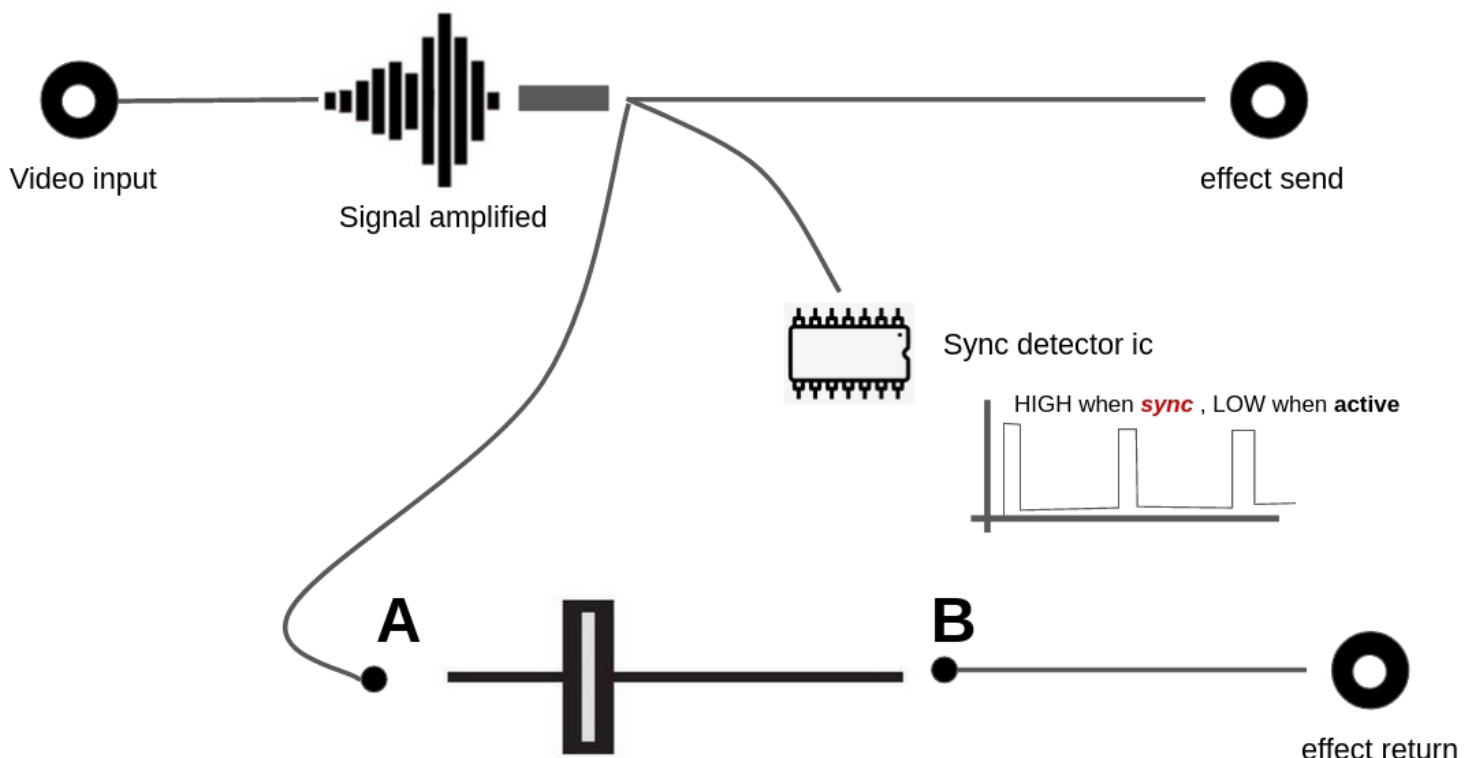 Video input
Signal amplified
effect send
Sync detector ic
HIGH when sync , LOW when active
A
B
effect return